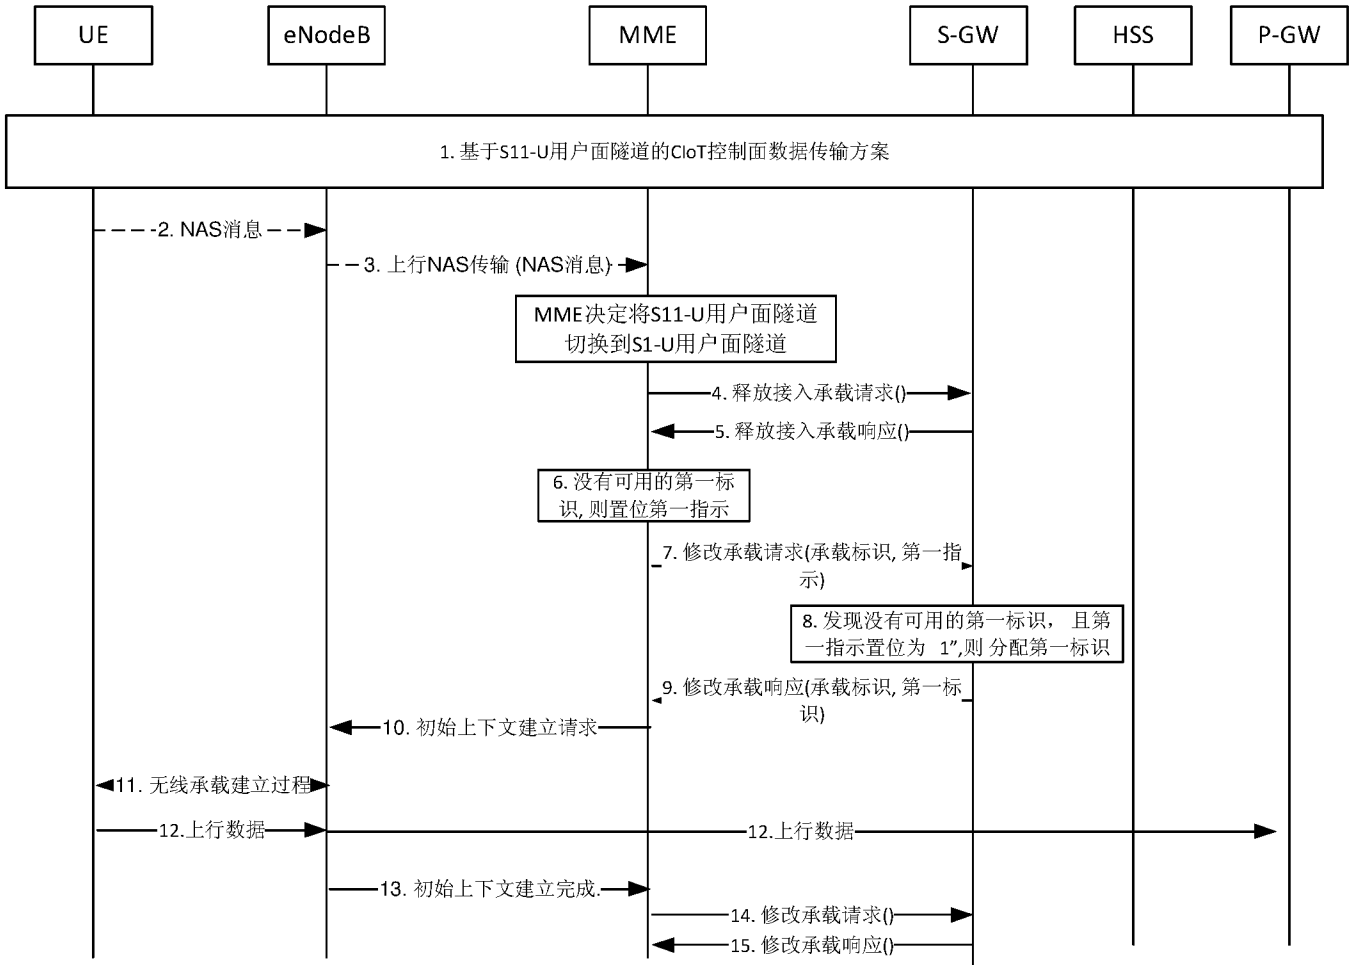 UE eNodeB MME S-GW HSS P-GW
1. 基于S11-U用户面隧道的CIoT控制面数据传输方案
2. NAS消息
3. 上行NAS传输 (NAS消息)
MME决定将S11-U用户面隧道
切换到S1-U用户面隧道
4. 释放接入承载请求()
5. 释放接入承载响应()
6. 没有可用的第一标
识, 则置位第一指示
7. 修改承载请求(承载标识, 第一指
示)
8. 发现没有可用的第一标识， 且第
一指示置位为 1”,则 分配第一标识
9. 修改承载响应(承载标识, 第一标
识)
10. 初始上下文建立请求
11. 无线承载建立过程
12.上行数据 12.上行数据
13. 初始上下文建立完成.
14. 修改承载请求()
15. 修改承载响应()